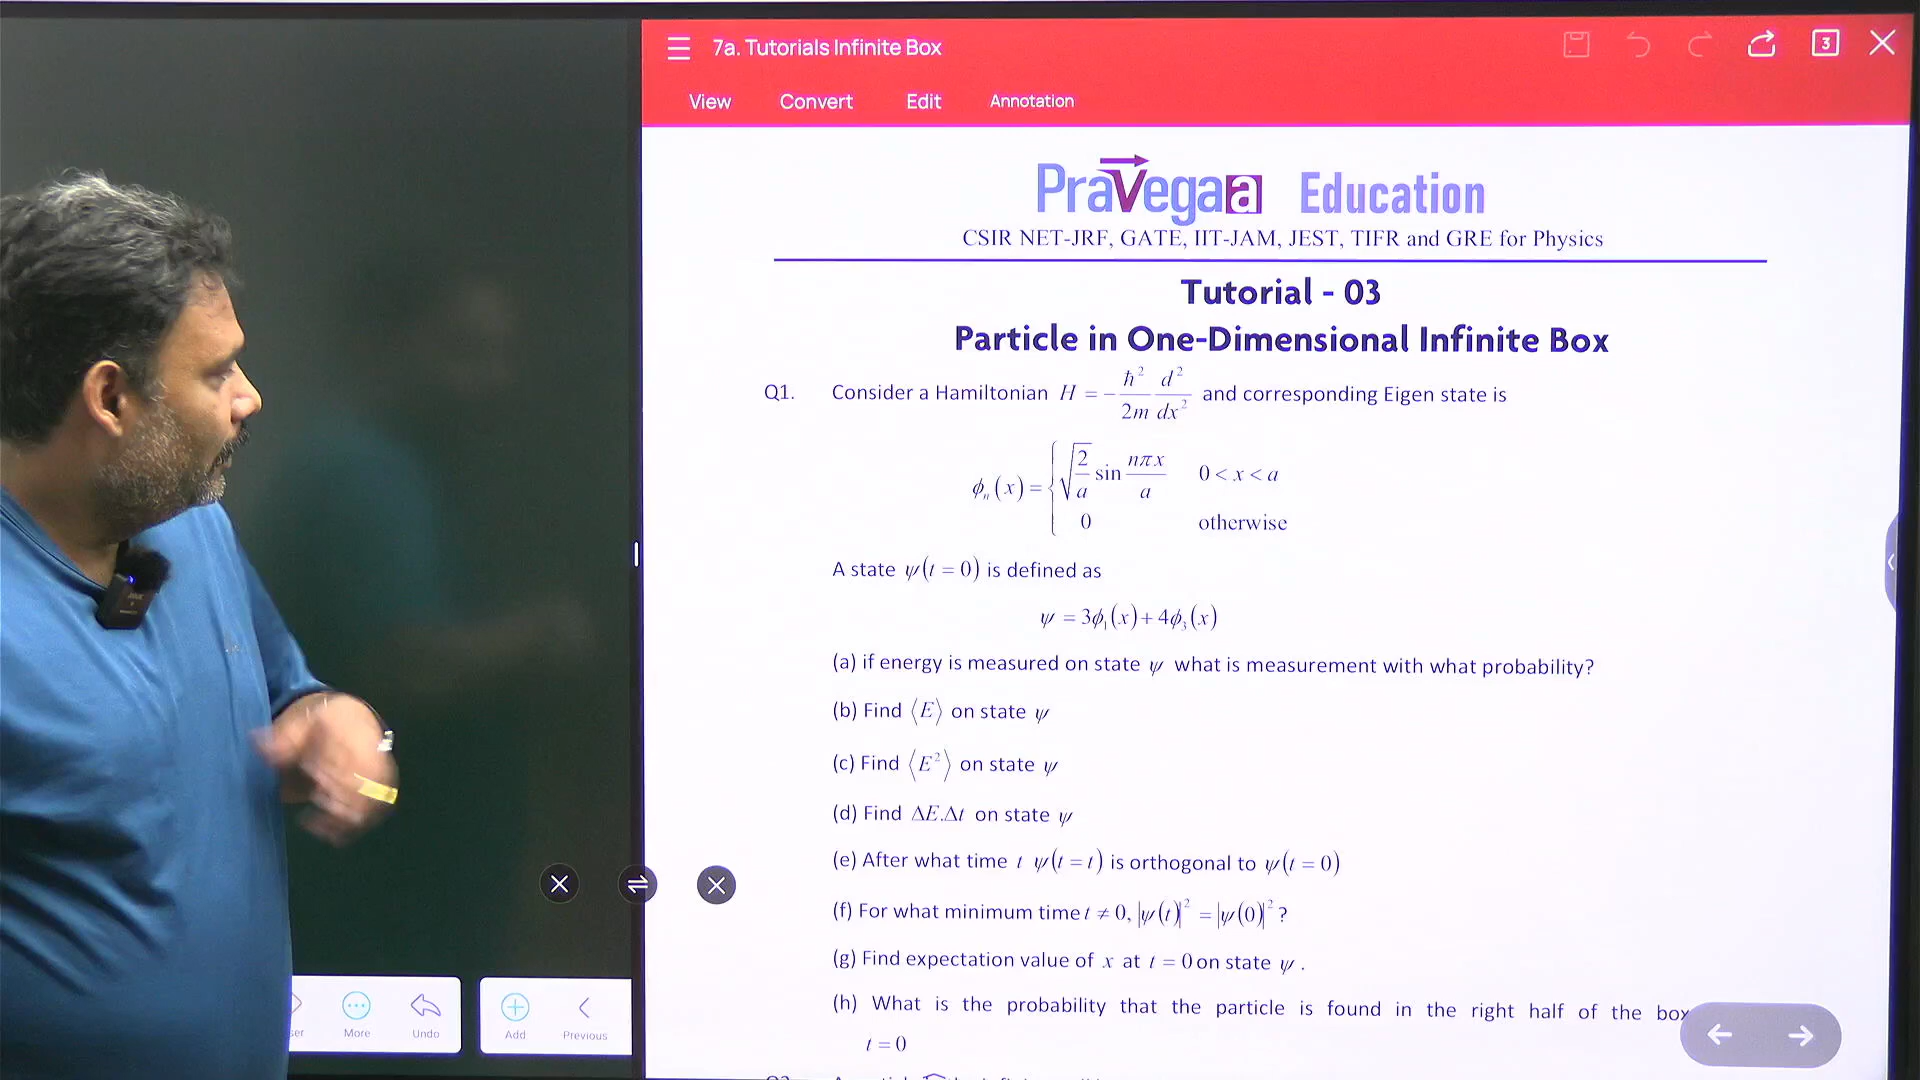 7a. Tutorials Infinite Box
3
View Convert Edit Annotation
Pravegaa Education
CSIR NET-JRF, GATE, IIT-JAM, JEST, TIFR and GRE for Physics
Tutorial - 03
Particle in One-Dimensional Infinite Box
Q1. Consider a Hamiltonian H = -ħ²/2m d²/dx² and corresponding Eigen state is
ϕₙ(x) = { √(2/a) sin nπx/a 0 < x < a
0 otherwise
A state ψ(t = 0) is defined as
ψ = 3ϕ₁(x) + 4ϕ₃(x)
(a) if energy is measured on state ψ what is measurement with what probability?
(b) Find ⟨E⟩ on state ψ
(c) Find ⟨E²⟩ on state ψ
(d) Find ΔE.Δt on state ψ
(e) After what time t ψ(t = t) is orthogonal to ψ(t = 0)
(f) For what minimum time t ≠ 0, |ψ(t)|² = |ψ(0)|² ?
(g) Find expectation value of x at t = 0 on state ψ .
(h) What is the probability that the particle is found in the right half of the box
t = 0
More Undo Add Previous